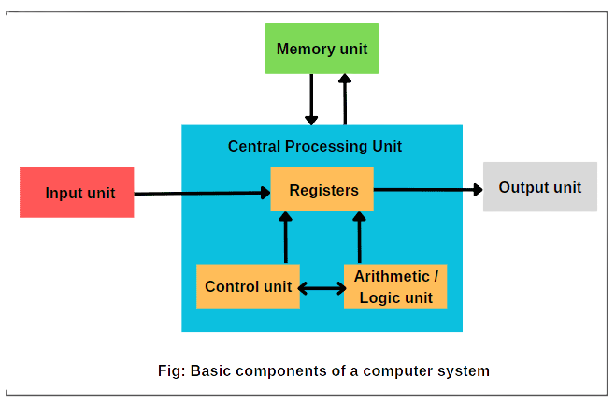 Memory unit
Central Processing Unit
Input unit
Registers
Output unit
Control unit
Arithmetic /
Logic unit
Fig: Basic components of a computer system